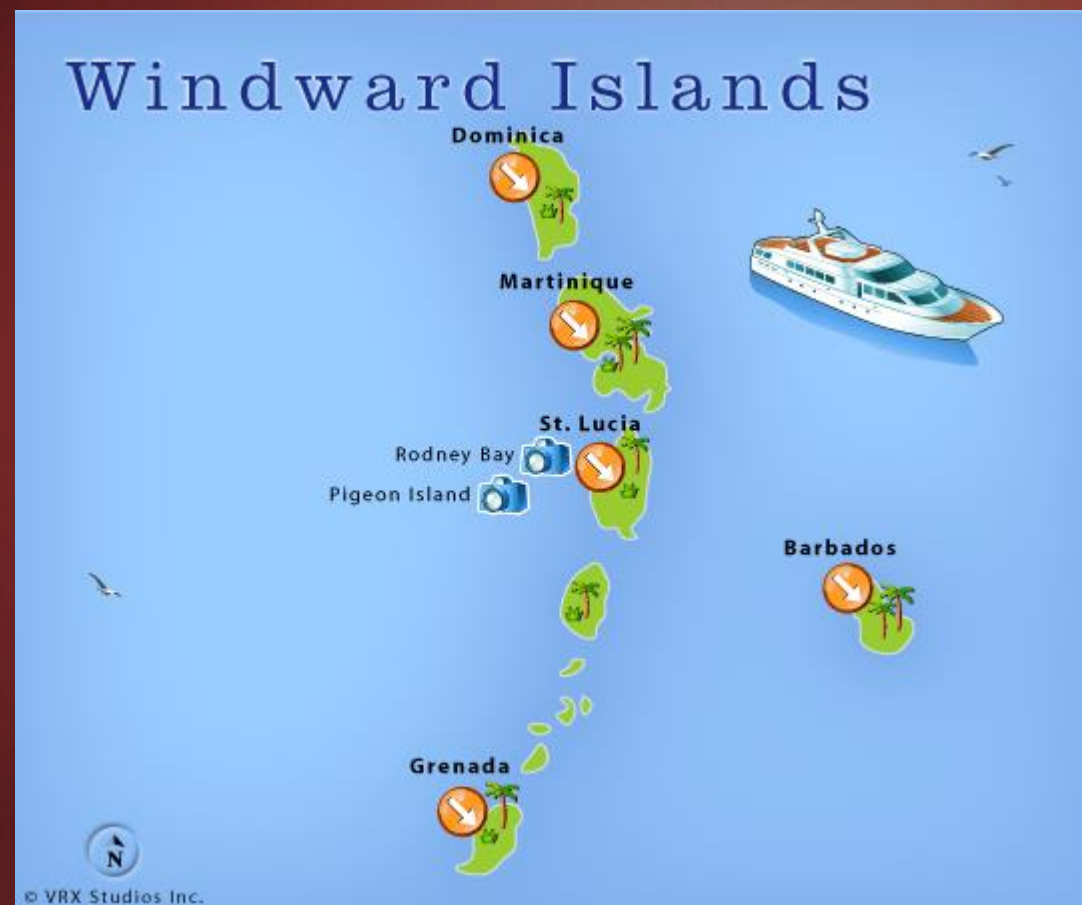 Windward Islands
Dominica
Martinique
St. Lucia
Rodney Bay
Pigeon Island
Barbados
Grenada
N
© VRX Studios Inc.